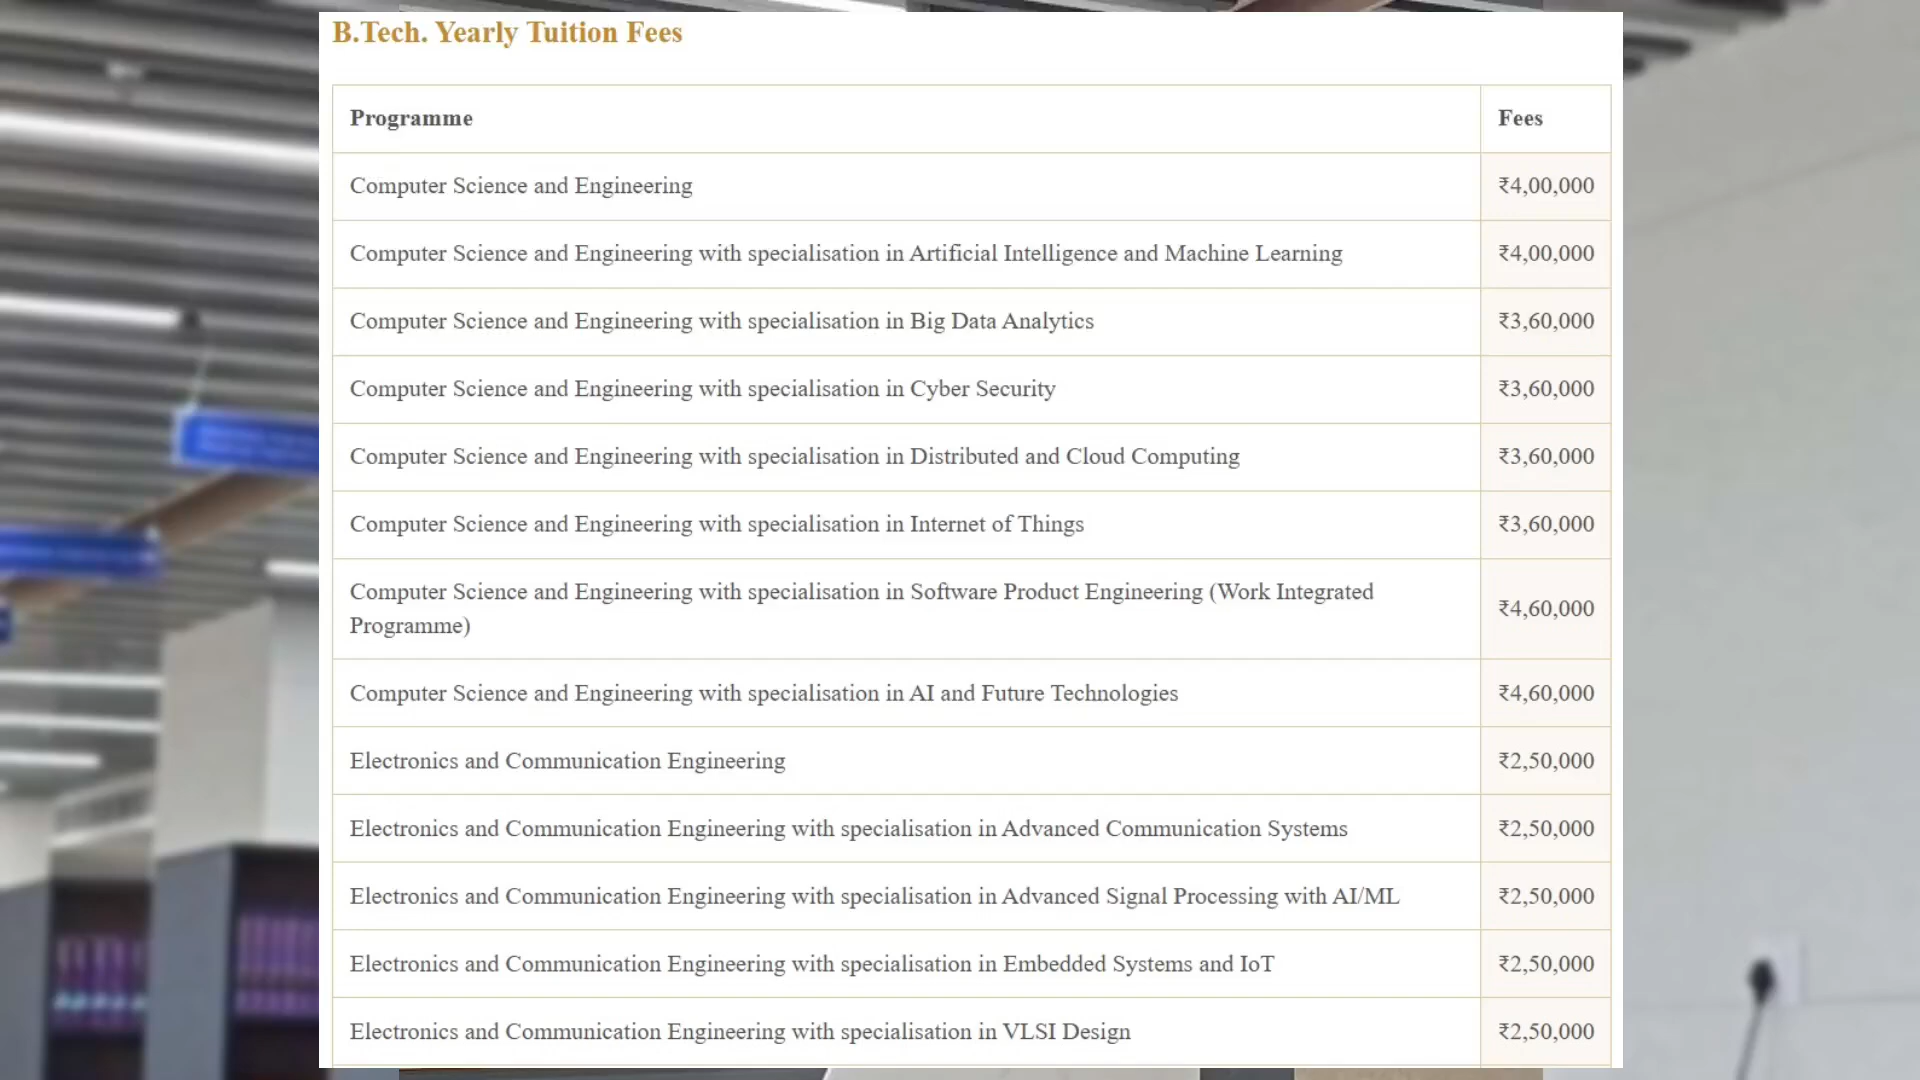 B.Tech. Yearly Tuition Fees
Programme Fees
Computer Science and Engineering ₹4,00,000
Computer Science and Engineering with specialisation in Artificial Intelligence and Machine Learning ₹4,00,000
Computer Science and Engineering with specialisation in Big Data Analytics ₹3,60,000
Computer Science and Engineering with specialisation in Cyber Security ₹3,60,000
Computer Science and Engineering with specialisation in Distributed and Cloud Computing ₹3,60,000
Computer Science and Engineering with specialisation in Internet of Things ₹3,60,000
Computer Science and Engineering with specialisation in Software Product Engineering (Work Integrated
Programme) ₹4,60,000
Computer Science and Engineering with specialisation in AI and Future Technologies ₹4,60,000
Electronics and Communication Engineering ₹2,50,000
Electronics and Communication Engineering with specialisation in Advanced Communication Systems ₹2,50,000
Electronics and Communication Engineering with specialisation in Advanced Signal Processing with AI/ML ₹2,50,000
Electronics and Communication Engineering with specialisation in Embedded Systems and IoT ₹2,50,000
Electronics and Communication Engineering with specialisation in VLSI Design ₹2,50,000